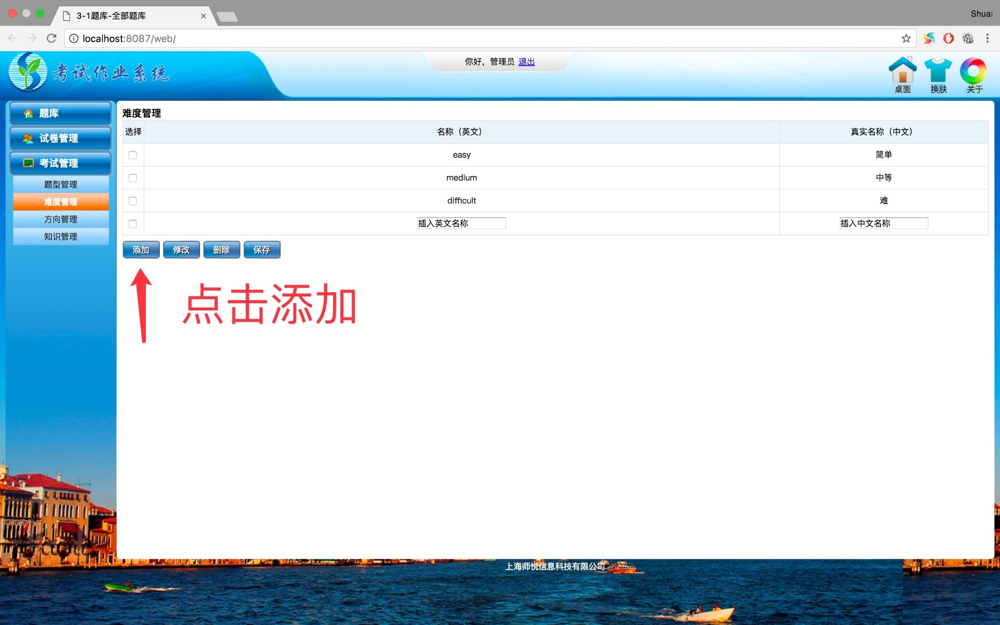 3-1题库-全部题库
Shuai
localhost:8087/web/
考试作业系统
你好，管理员 退出
桌面 换肤 关于
题库
试卷管理
考试管理
题型管理
难度管理
方向管理
知识管理
难度管理
选择 名称（英文） 真实名称（中文）
easy 简单
medium 中等
difficult 难
插入英文名称 插入中文名称
添加 修改 删除 保存
点击添加
上海师悦信息科技有限公司